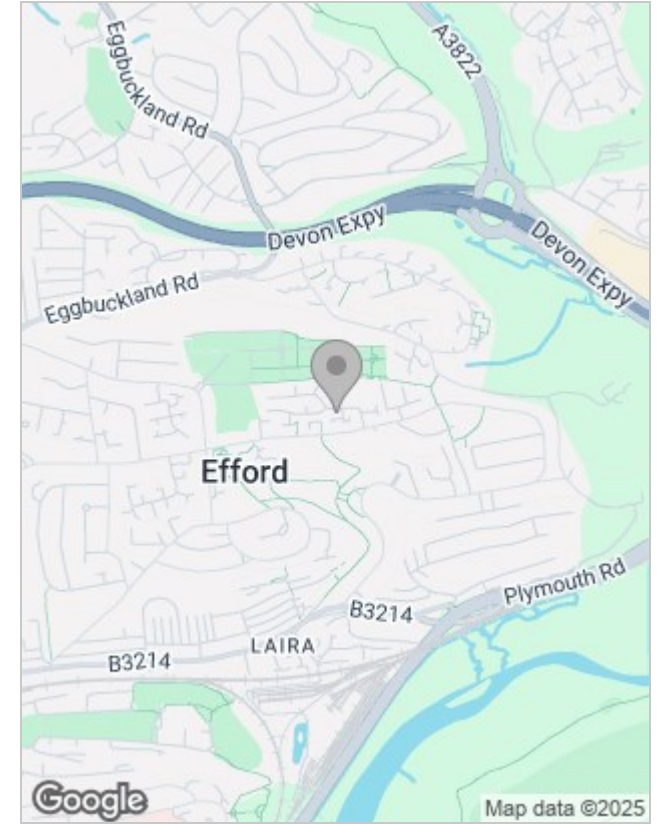 Eggbuckland Rd
A3822
Devon Expy
Devon Expy
Eggbuckland Rd
Efford
Plymouth Rd
B3214
LAIRA
B3214
Google
Map data ©2025